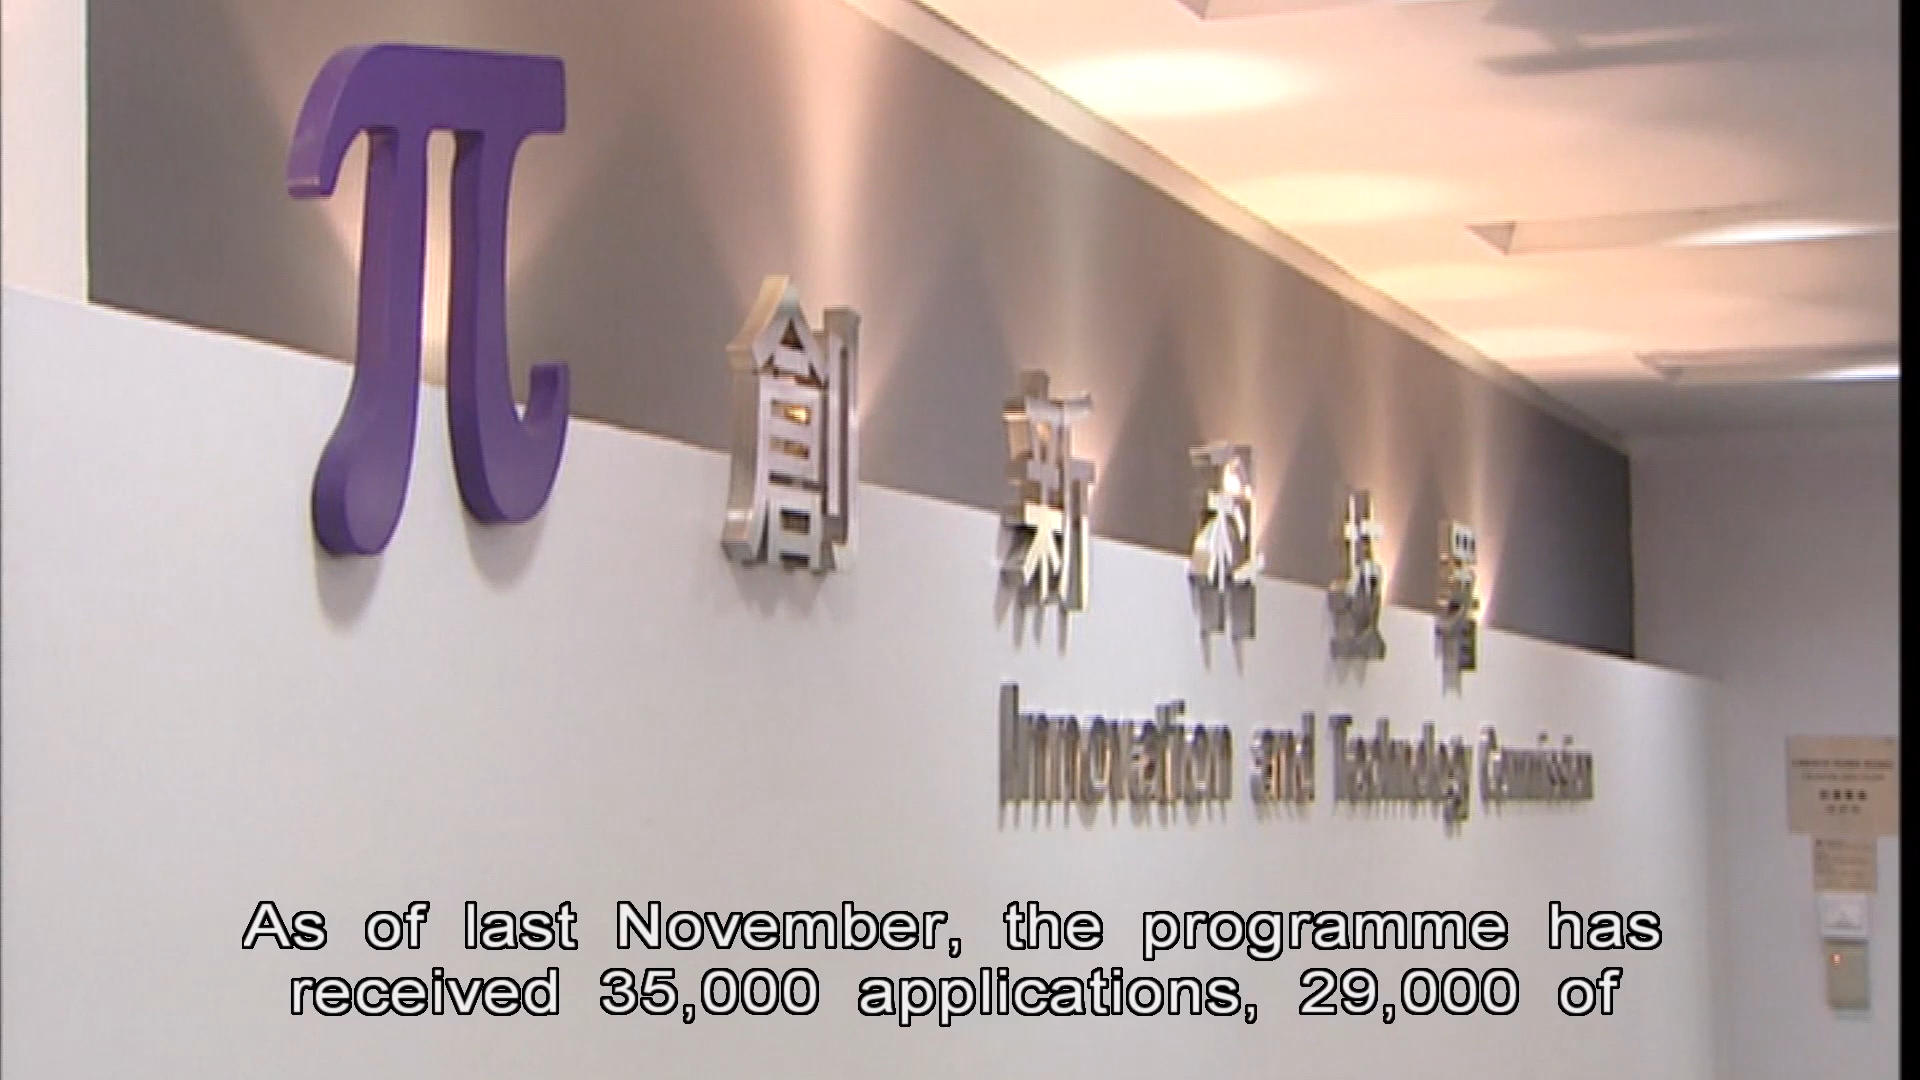 π
創新科技署
Innovation and Technology Commission
As of last November, the programme has
received 35,000 applications, 29,000 of